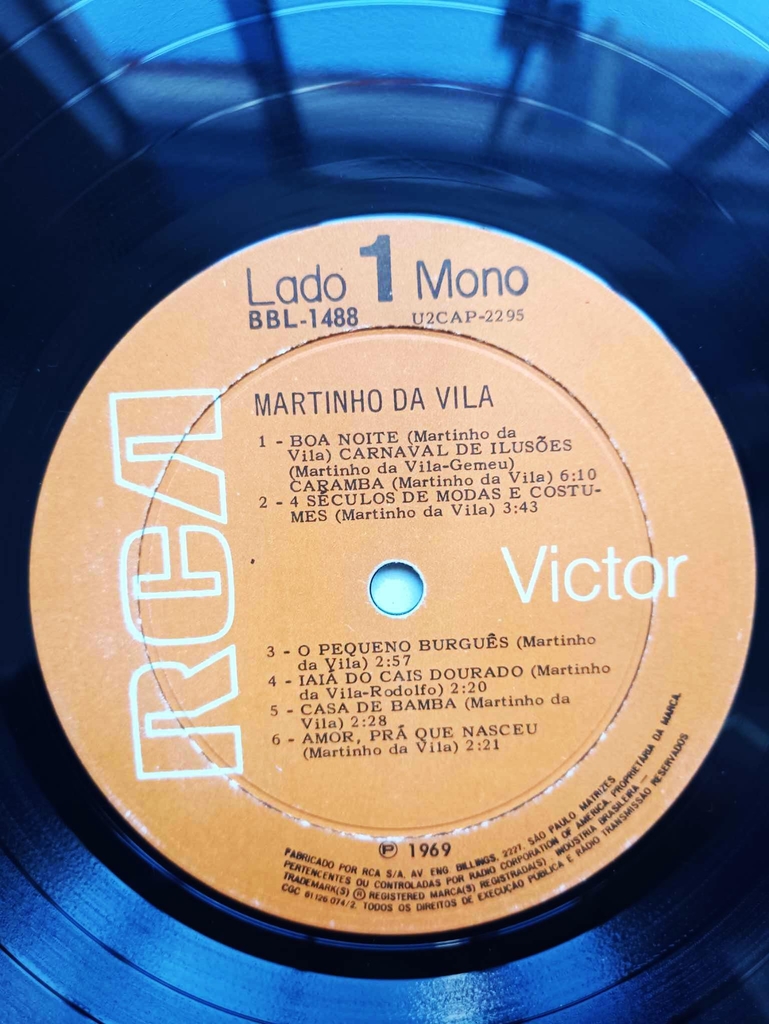 Lado 1 Mono
BBL-1488 U2CAP-2295
MARTINHO DA VILA
1 - BOA NOITE (Martinho da
Vila) CARNAVAL DE ILUSÕES
(Martinho da Vila-Gemeu)
CARAMBA (Martinho da Vila) 6:10
2 - 4 SÉCULOS DE MODAS E COSTU-
MES (Martinho da Vila) 3:43
RCA
Victor
3 - O PEQUENO BURGUÊS (Martinho
da Vila) 2:57
4 - IAIÁ DO CAIS DOURADO (Martinho
da Vila-Rodolfo) 2:20
5 - CASA DE BAMBA (Martinho da
Vila) 2:28
6 - AMOR, PRÁ QUE NASCEU
(Martinho da Vila) 2:21
Ⓟ 1969
FABRICADO POR RCA S/A, AV. ENG. BILLINGS, 2227, SÃO PAULO MATRIZES
PERTENCENTES OU CONTROLADAS POR RADIO CORPORATION OF AMERICA, PROPRIETÁRIA DA MARCA.
TRADEMARK(S) ® REGISTERED MARCA(S) REGISTRADA(S). INDÚSTRIA BRASILEIRA —
CGC 61126 074/2. TODOS OS DIREITOS DE EXECUÇÃO PÚBLICA E RÁDIO TRANSMISSÃO RESERVADOS